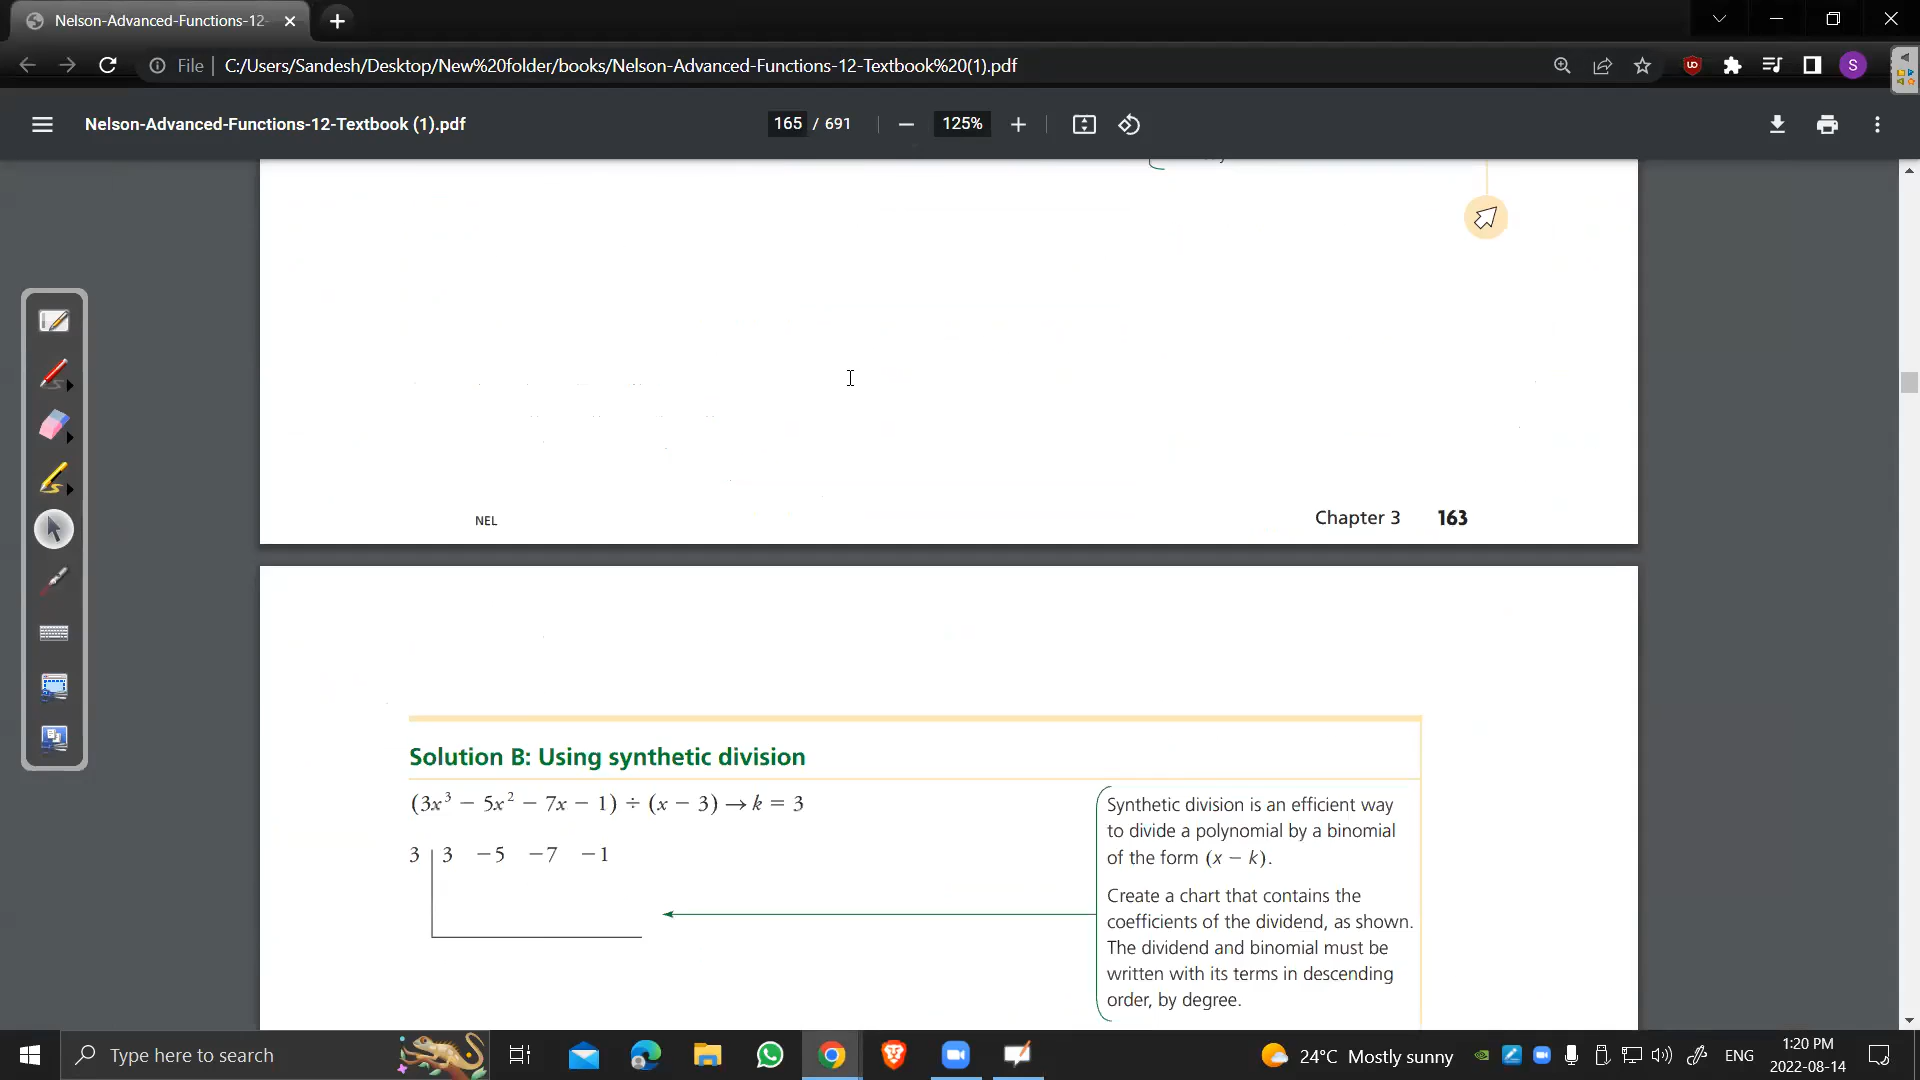 Nelson-Advanced-Functions-12-
File
C:/Users/Sandesh/Desktop/New%20folder/books/Nelson-Advanced-Functions-12-Textbook%20(1).pdf
S
Nelson-Advanced-Functions-12-Textbook (1).pdf
165 / 691
125%
NEL
Chapter 3 163
Solution B: Using synthetic division
(3x³ − 5x² − 7x − 1) ÷ (x − 3) → k = 3
3 3 −5 −7 −1
Synthetic division is an efficient way
to divide a polynomial by a binomial
of the form (x − k).
Create a chart that contains the
coefficients of the dividend, as shown.
The dividend and binomial must be
written with its terms in descending
order, by degree.
Type here to search
24°C Mostly sunny
ENG
1:20 PM
2022-08-14